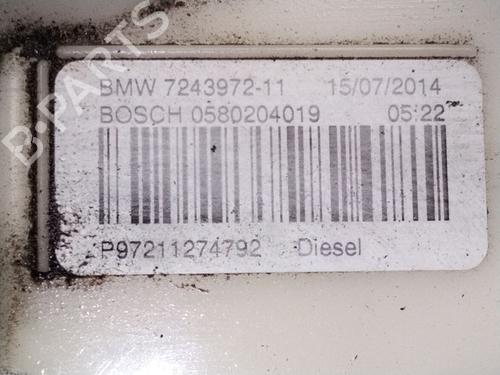 B-PARTS
BMW 7243972-11 15/07/2014
BOSCH 0580204019 05:22
P97211274792 Diesel